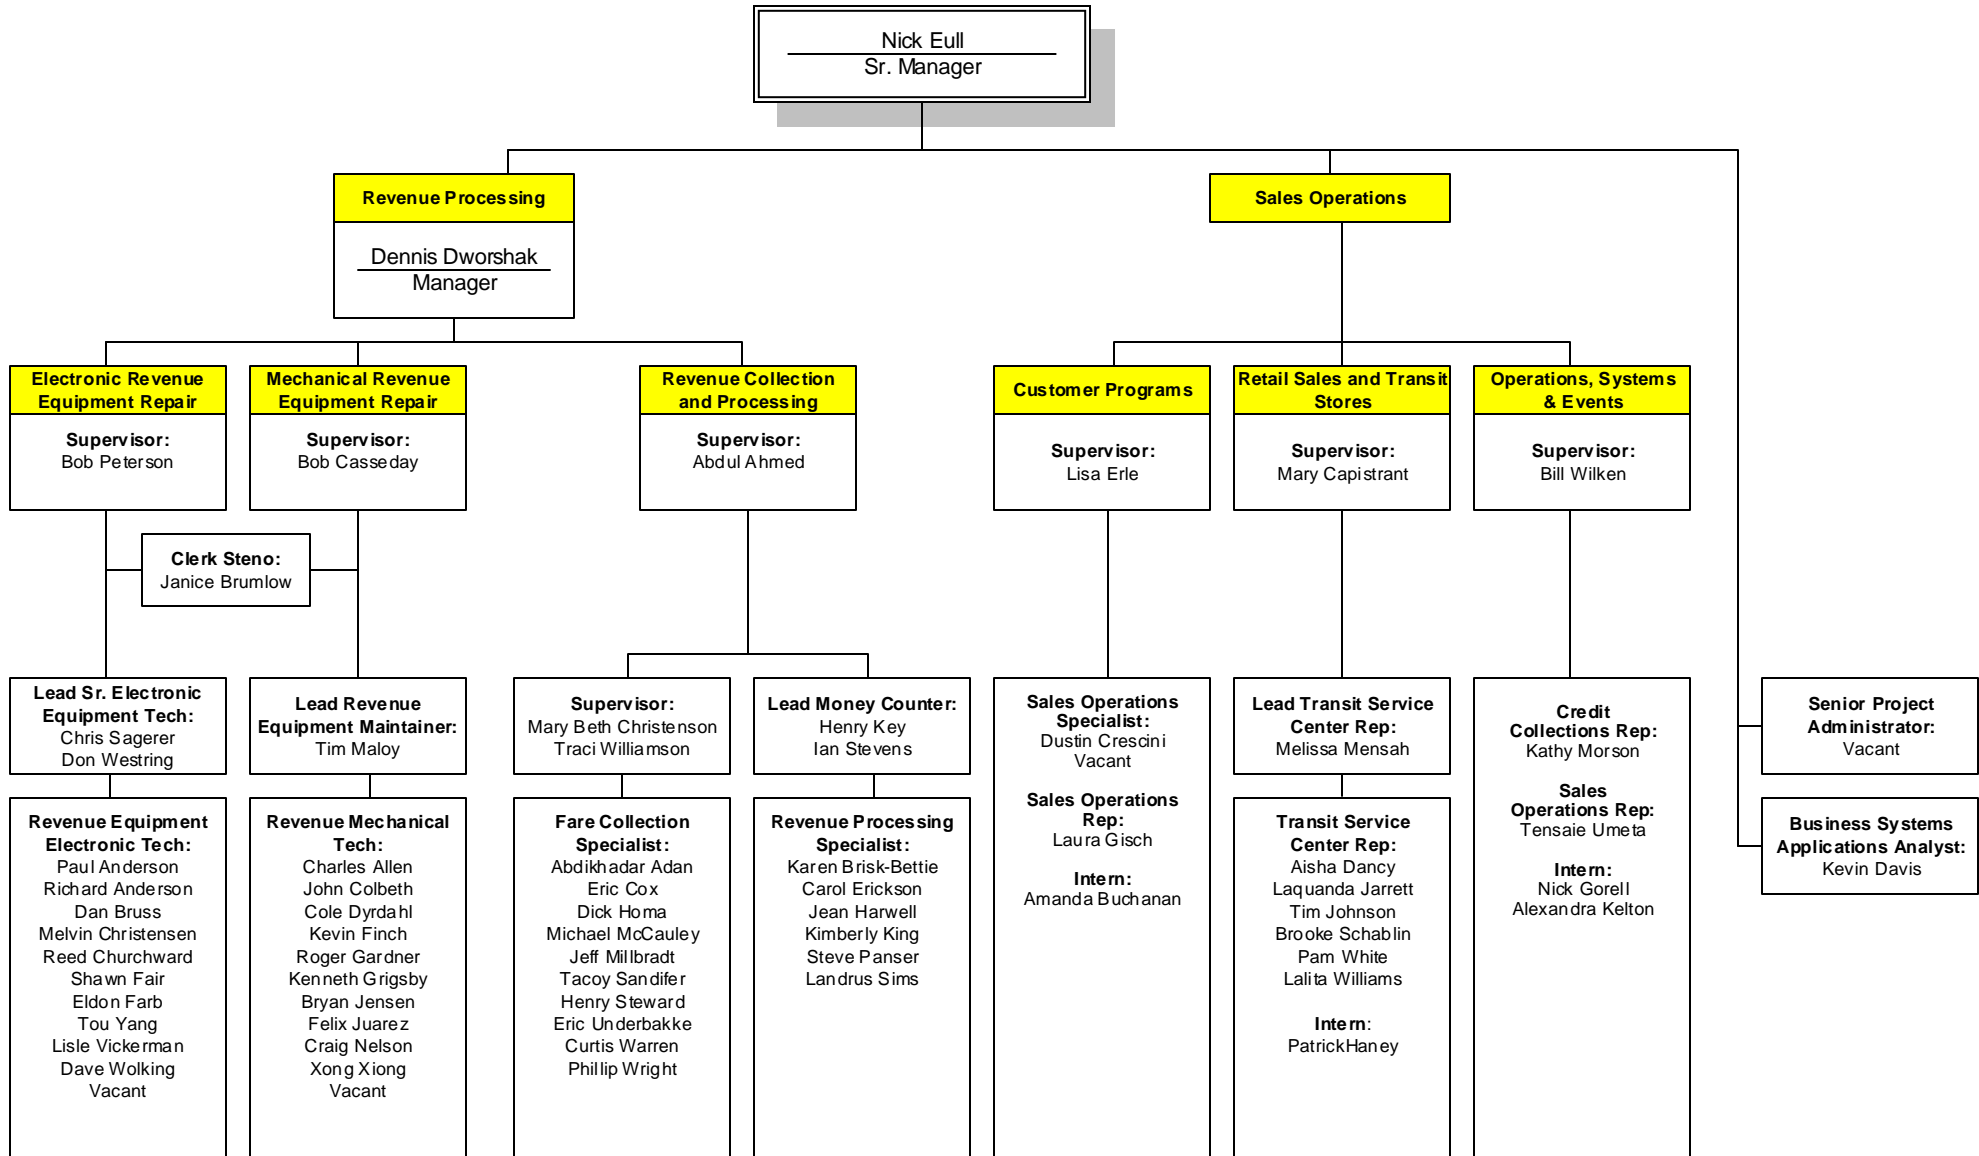 Nick Eull
Sr. Manager
Revenue Processing
Dennis Dworshak
Manager
Sales Operations
Electronic Revenue
Equipment Repair
Supervisor:
Bob Peterson
Mechanical Revenue
Equipment Repair
Supervisor:
Bob Casseday
Revenue Collection
and Processing
Supervisor:
Abdul Ahmed
Customer Programs
Supervisor:
Lisa Erle
Retail Sales and Transit
Stores
Supervisor:
Mary Capistrant
Operations, Systems
& Events
Supervisor:
Bill Wilken
Clerk Steno:
Janice Brumlow
Lead Sr. Electronic
Equipment Tech:
Chris Sagerer
Don Westring
Lead Revenue
Equipment Maintainer:
Tim Maloy
Supervisor:
Mary Beth Christenson
Traci Williamson
Lead Money Counter:
Henry Key
Ian Stevens
Sales Operations
Specialist:
Dustin Crescini
Vacant
Sales Operations
Rep:
Laura Gisch
Intern:
Amanda Buchanan
Lead Transit Service
Center Rep:
Melissa Mensah
Credit
Collections Rep:
Kathy Morson
Sales
Operations Rep:
Tensaie Umeta
Intern:
Nick Gorell
Alexandra Kelton
Senior Project
Administrator:
Vacant
Business Systems
Applications Analyst:
Kevin Davis
Revenue Equipment
Electronic Tech:
Paul Anderson
Richard Anderson
Dan Bruss
Melvin Christensen
Reed Churchward
Shawn Fair
Eldon Farb
Tou Yang
Lisle Vickerman
Dave Wolking
Vacant
Revenue Mechanical
Tech:
Charles Allen
John Colbeth
Cole Dyrdahl
Kevin Finch
Roger Gardner
Kenneth Grigsby
Bryan Jensen
Felix Juarez
Craig Nelson
Xong Xiong
Vacant
Fare Collection
Specialist:
Abdikhadar Adan
Eric Cox
Dick Homa
Michael McCauley
Jeff Millbradt
Tacoy Sandifer
Henry Steward
Eric Underbakke
Curtis Warren
Phillip Wright
Revenue Processing
Specialist:
Karen Brisk-Bettie
Carol Erickson
Jean Harwell
Kimberly King
Steve Panser
Landrus Sims
Transit Service
Center Rep:
Aisha Dancy
Laquanda Jarrett
Tim Johnson
Brooke Schablin
Pam White
Lalita Williams
Intern:
PatrickHaney